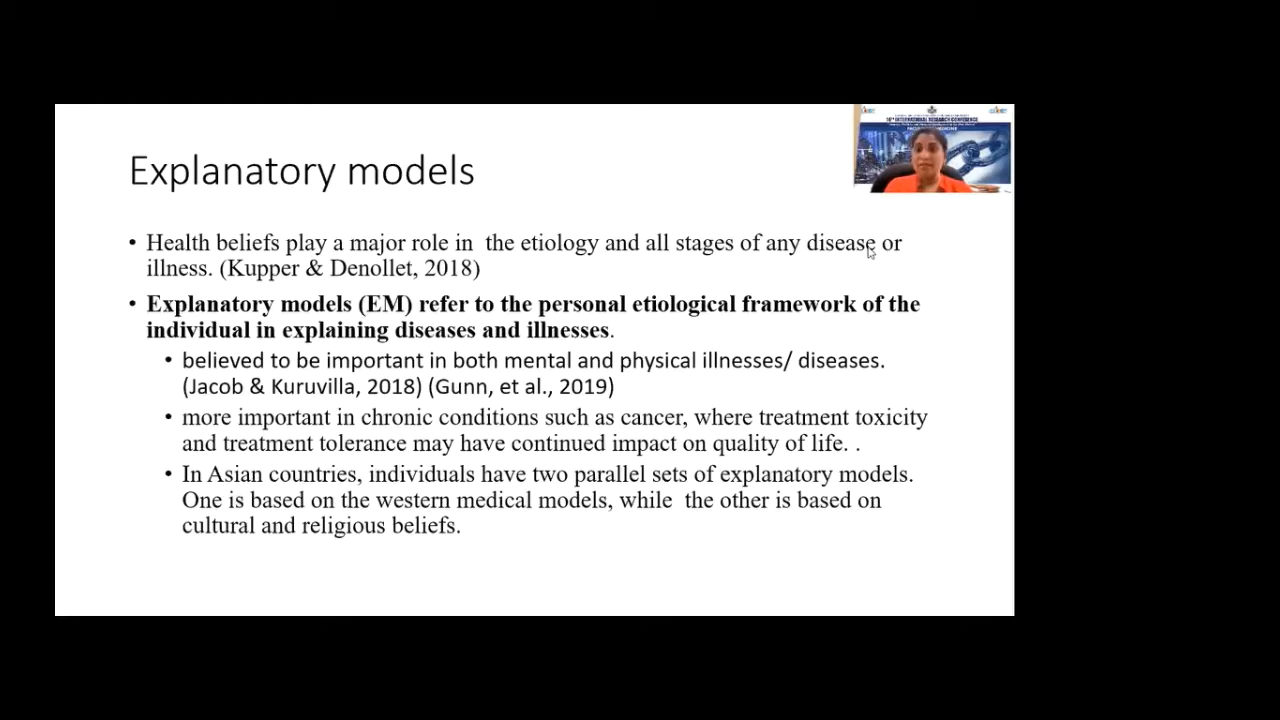 14th INTERNATIONAL RESEARCH CONFERENCE
Explanatory models
• Health beliefs play a major role in the etiology and all stages of any disease or
illness. (Kupper & Denollet, 2018)
• Explanatory models (EM) refer to the personal etiological framework of the
individual in explaining diseases and illnesses.
• believed to be important in both mental and physical illnesses/ diseases.
(Jacob & Kuruvilla, 2018) (Gunn, et al., 2019)
• more important in chronic conditions such as cancer, where treatment toxicity
and treatment tolerance may have continued impact on quality of life. .
• In Asian countries, individuals have two parallel sets of explanatory models.
One is based on the western medical models, while the other is based on
cultural and religious beliefs.